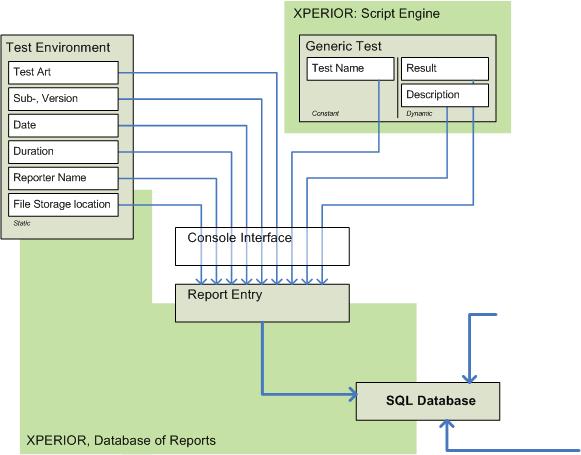 XPERIOR: Script Engine
Test Environment
Test Art
Sub-, Version
Date
Duration
Reporter Name
File Storage location
Static
Generic Test
Test Name
Result
Description
Constant
Dynamic
Console Interface
Report Entry
SQL Database
XPERIOR, Database of Reports